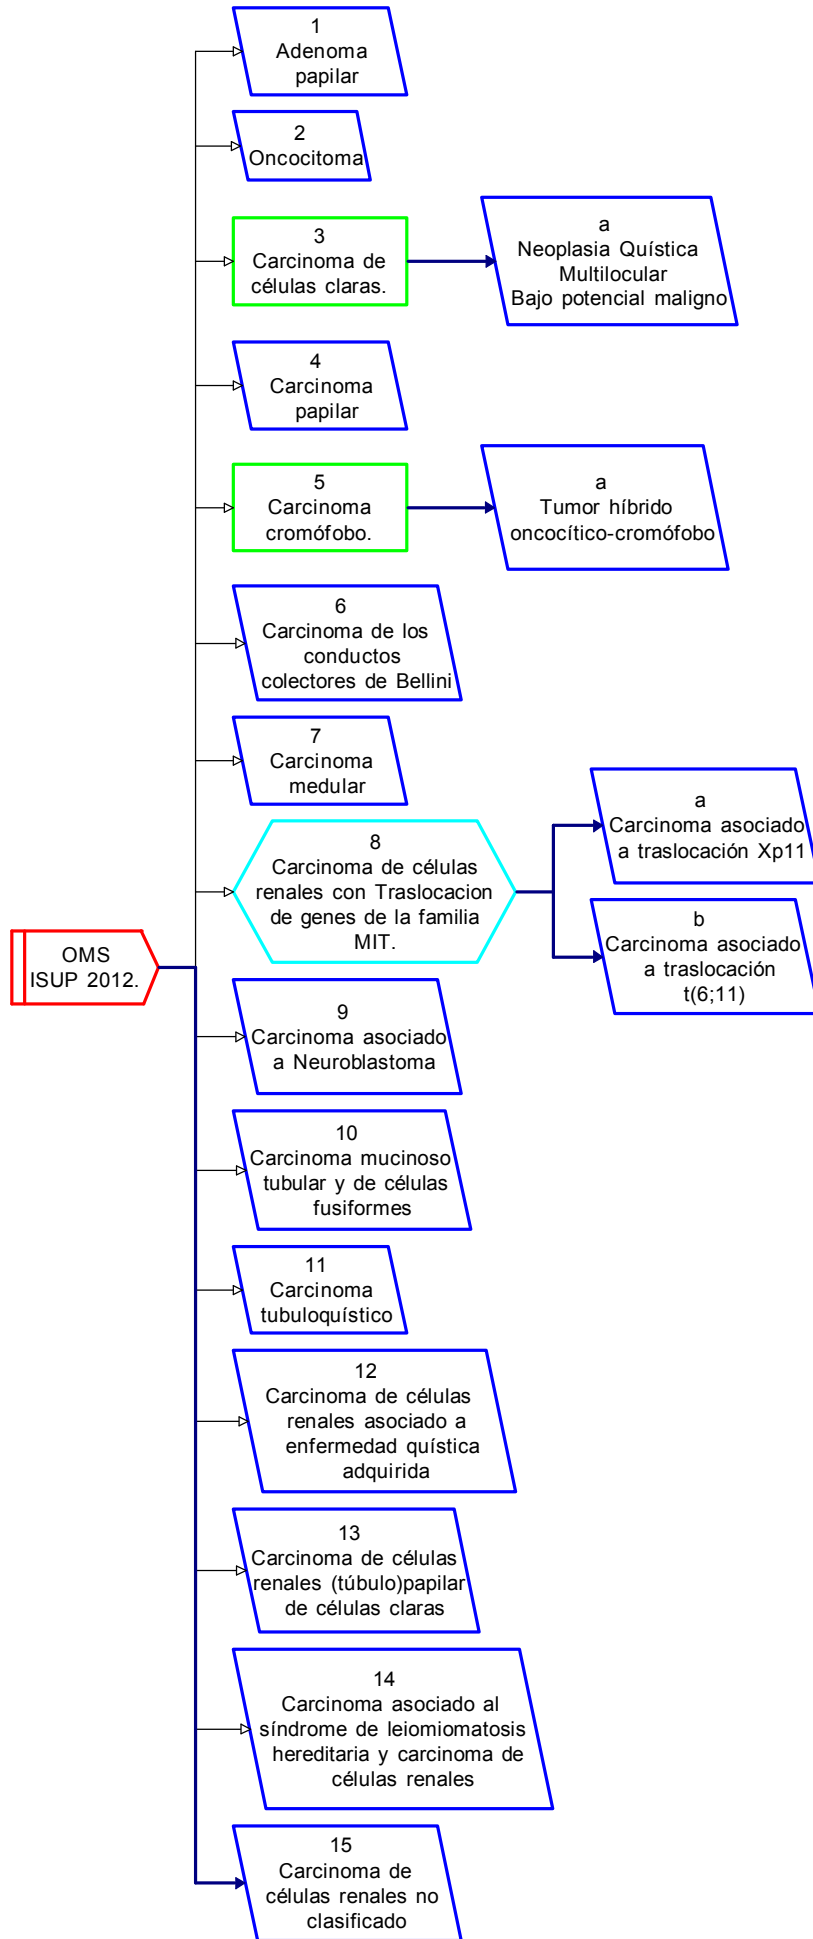 1
Adenoma
papilar
2
Oncocitoma
3
Carcinoma de
células claras.
a
Neoplasia Quística
Multilocular
Bajo potencial maligno
4
Carcinoma
papilar
5
Carcinoma
cromófobo.
a
Tumor híbrido
oncocítico-cromófobo
6
Carcinoma de los
conductos
colectores de Bellini
7
Carcinoma
medular
8
Carcinoma de células
renales con Traslocacion
de genes de la familia
MIT.
a
Carcinoma asociado
a traslocación Xp11
b
Carcinoma asociado
a traslocación
t(6;11)
OMS
ISUP 2012.
9
Carcinoma asociado
a Neuroblastoma
10
Carcinoma mucinoso
tubular y de células
fusiformes
11
Carcinoma
tubuloquístico
12
Carcinoma de células
renales asociado a
enfermedad quística
adquirida
13
Carcinoma de células
renales (túbulo)papilar
de células claras
14
Carcinoma asociado al
síndrome de leiomiomatosis
hereditaria y carcinoma de
células renales
15
Carcinoma de
células renales no
clasificado